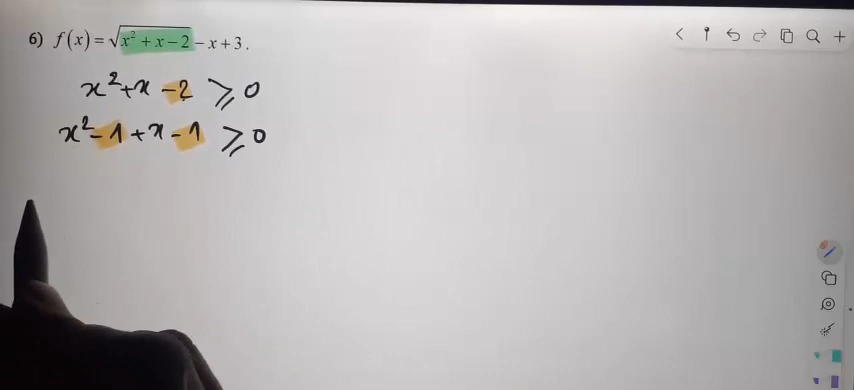 6) f(x) = √x² + x − 2 − x + 3.
x² + x − 2 ⩾ 0
x² − 1 + x − 1 ⩾ 0